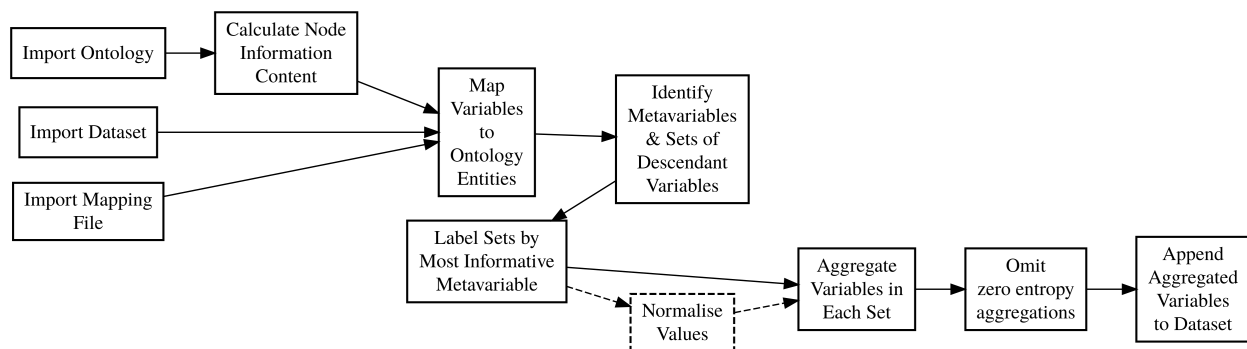 Import Ontology
Calculate Node
Information
Content
Import Dataset
Import Mapping
File
Map
Variables
to
Ontology
Entities
Identify
Metavariables
& Sets of
Descendant
Variables
Label Sets by
Most Informative
Metavariable
Normalise
Values
Aggregate
Variables in
Each Set
Omit
zero entropy
aggregations
Append
Aggregated
Variables
to Dataset